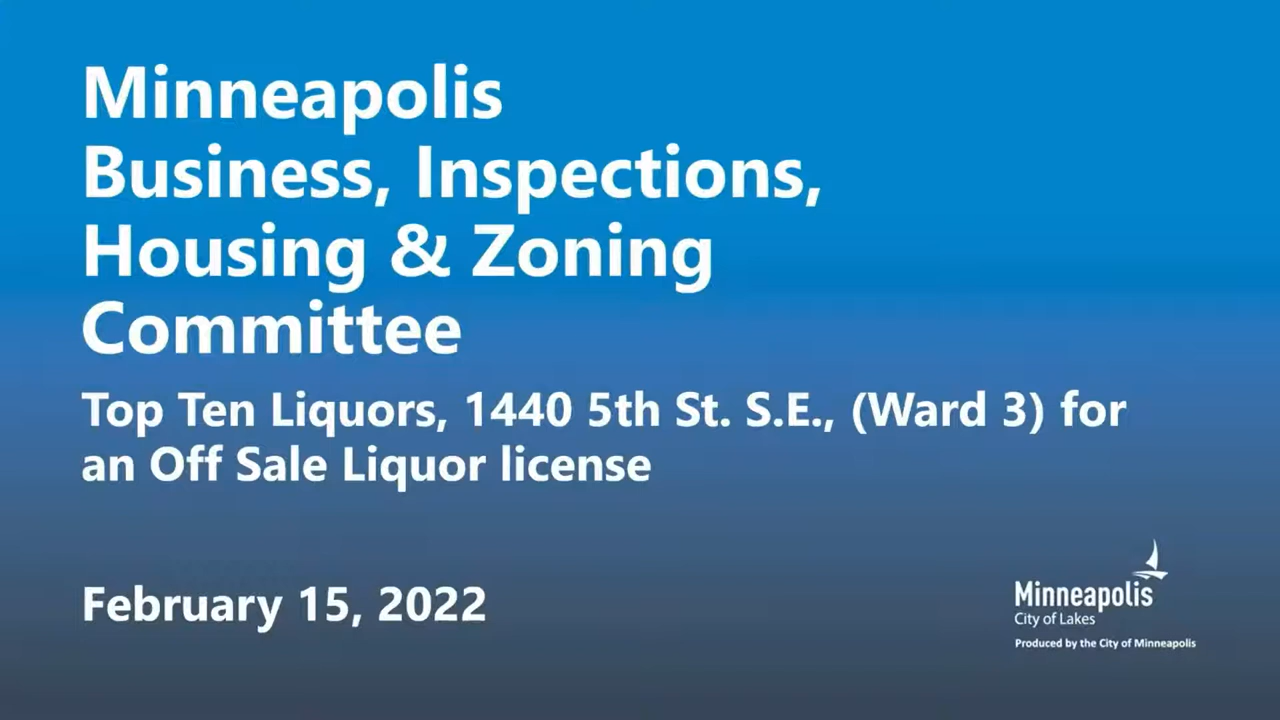 Minneapolis
Business, Inspections,
Housing & Zoning
Committee
Top Ten Liquors, 1440 5th St. S.E., (Ward 3) for
an Off Sale Liquor license
February 15, 2022
Minneapolis
City of Lakes
Produced by the City of Minneapolis